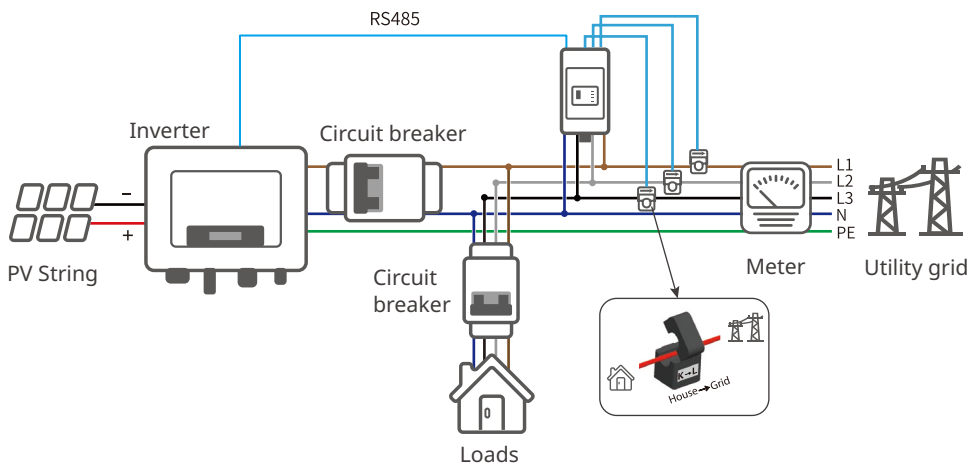 RS485
Inverter
Circuit breaker
L1
L2
L3
N
PE
−
+
PV String
Circuit
breaker
Meter
Utility grid
K→L
House→Grid
Loads